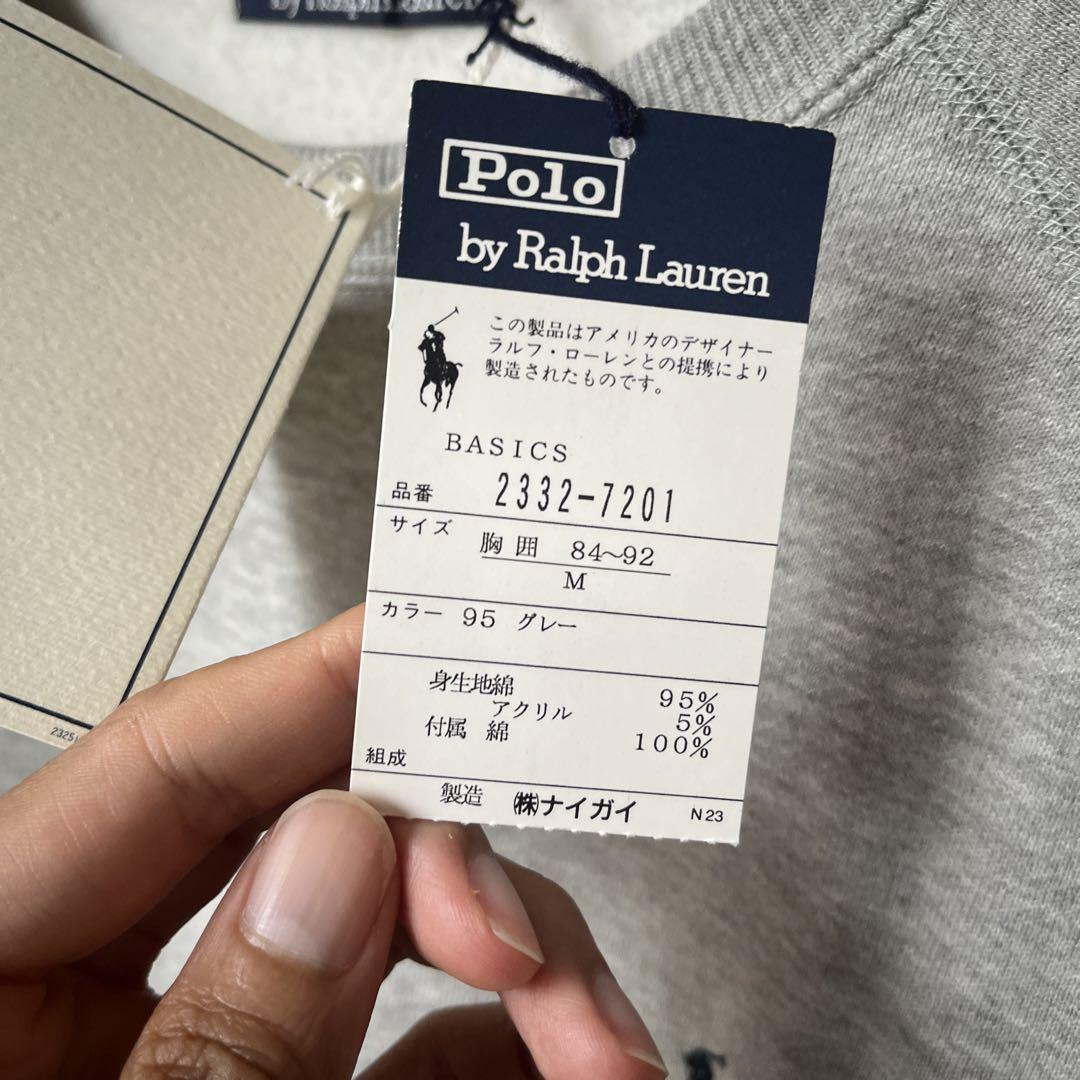 by Ralph Lauren
Polo
by Ralph Lauren
この製品はアメリカのデザイナー
ラルフ・ローレンとの提携により
製造されたものです。
BASICS
品番 2332-7201
サイズ 胸囲 84~92
M
カラー 95 グレー
身生地綿 95%
アクリル 5%
付属 綿 100%
組成
製造 ㈱ナイガイ N23
2325